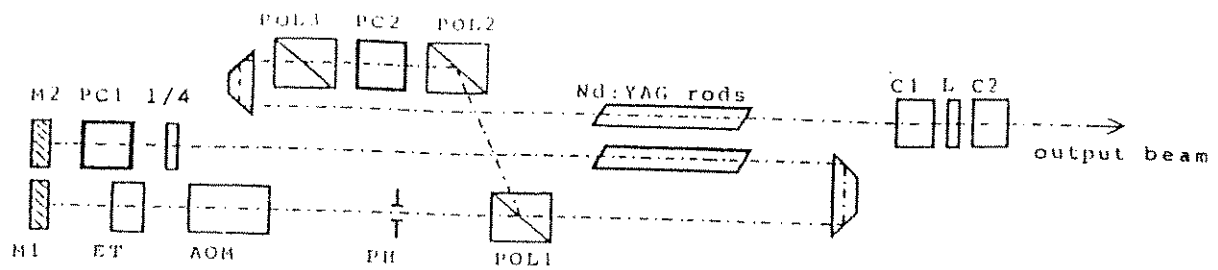 POL3 PC2 POL2
M2 PC1 1/4
Nd:YAG rods
C1 L C2
output beam
M1 ET AOM PH POL1